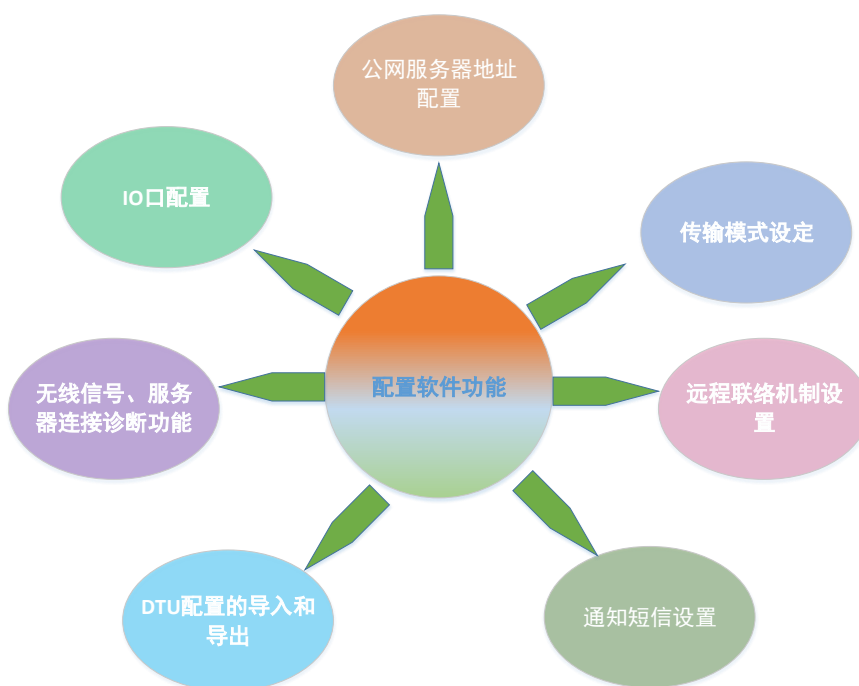 公网服务器地址
配置
IO口配置
传输模式设定
配置软件功能
无线信号、服务
器连接诊断功能
远程联络机制设
置
DTU配置的导入和
导出
通知短信设置